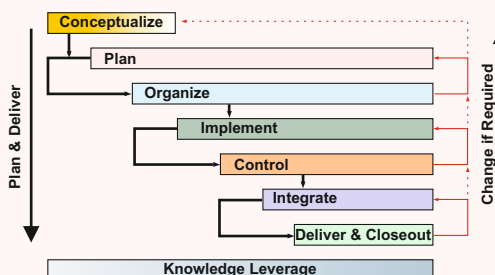 Conceptualize
Plan
Organize
Implement
Control
Integrate
Deliver & Closeout
Knowledge Leverage
Plan & Deliver
Change if Required